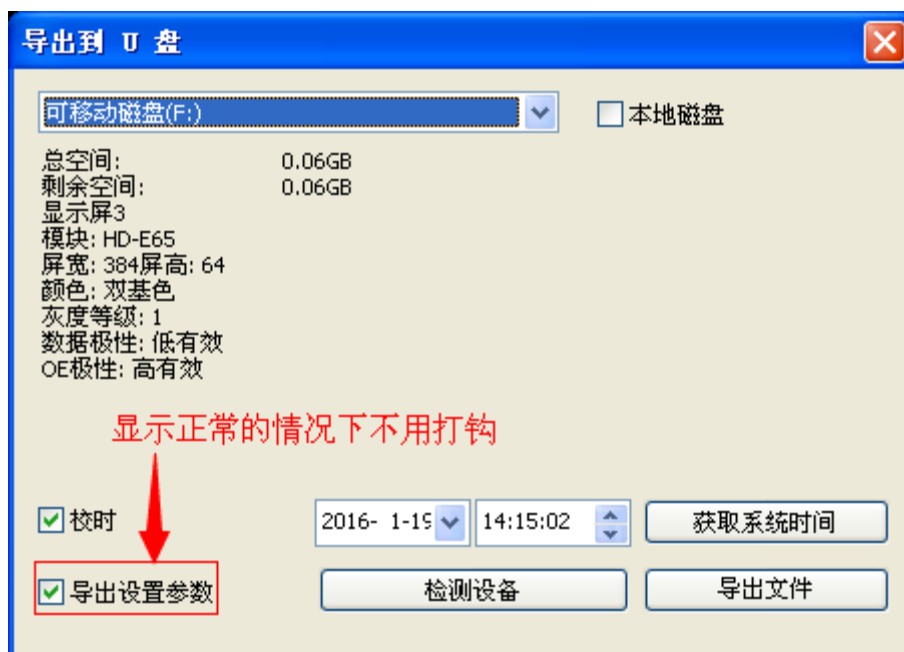 导出到 U 盘
可移动磁盘(F:)
本地磁盘
总空间: 0.06GB
剩余空间: 0.06GB
显示屏3
模块: HD-E65
屏宽: 384屏高: 64
颜色: 双基色
灰度等级: 1
数据极性: 低有效
OE极性: 高有效
显示正常的情况下不用打钩
校时
2016- 1-19
14:15:02
获取系统时间
导出设置参数
检测设备
导出文件